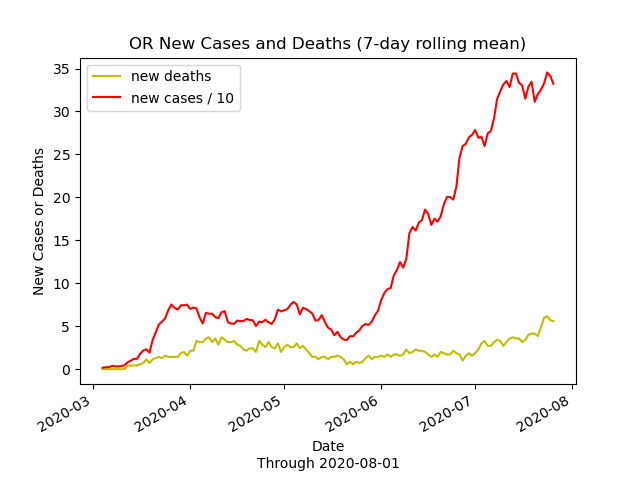 OR New Cases and Deaths (7-day rolling mean)
new deaths
new cases / 10
35
30
25
20
15
10
5
0
New Cases or Deaths
2020-03
2020-04
2020-05
2020-06
2020-07
2020-08
Date
Through 2020-08-01